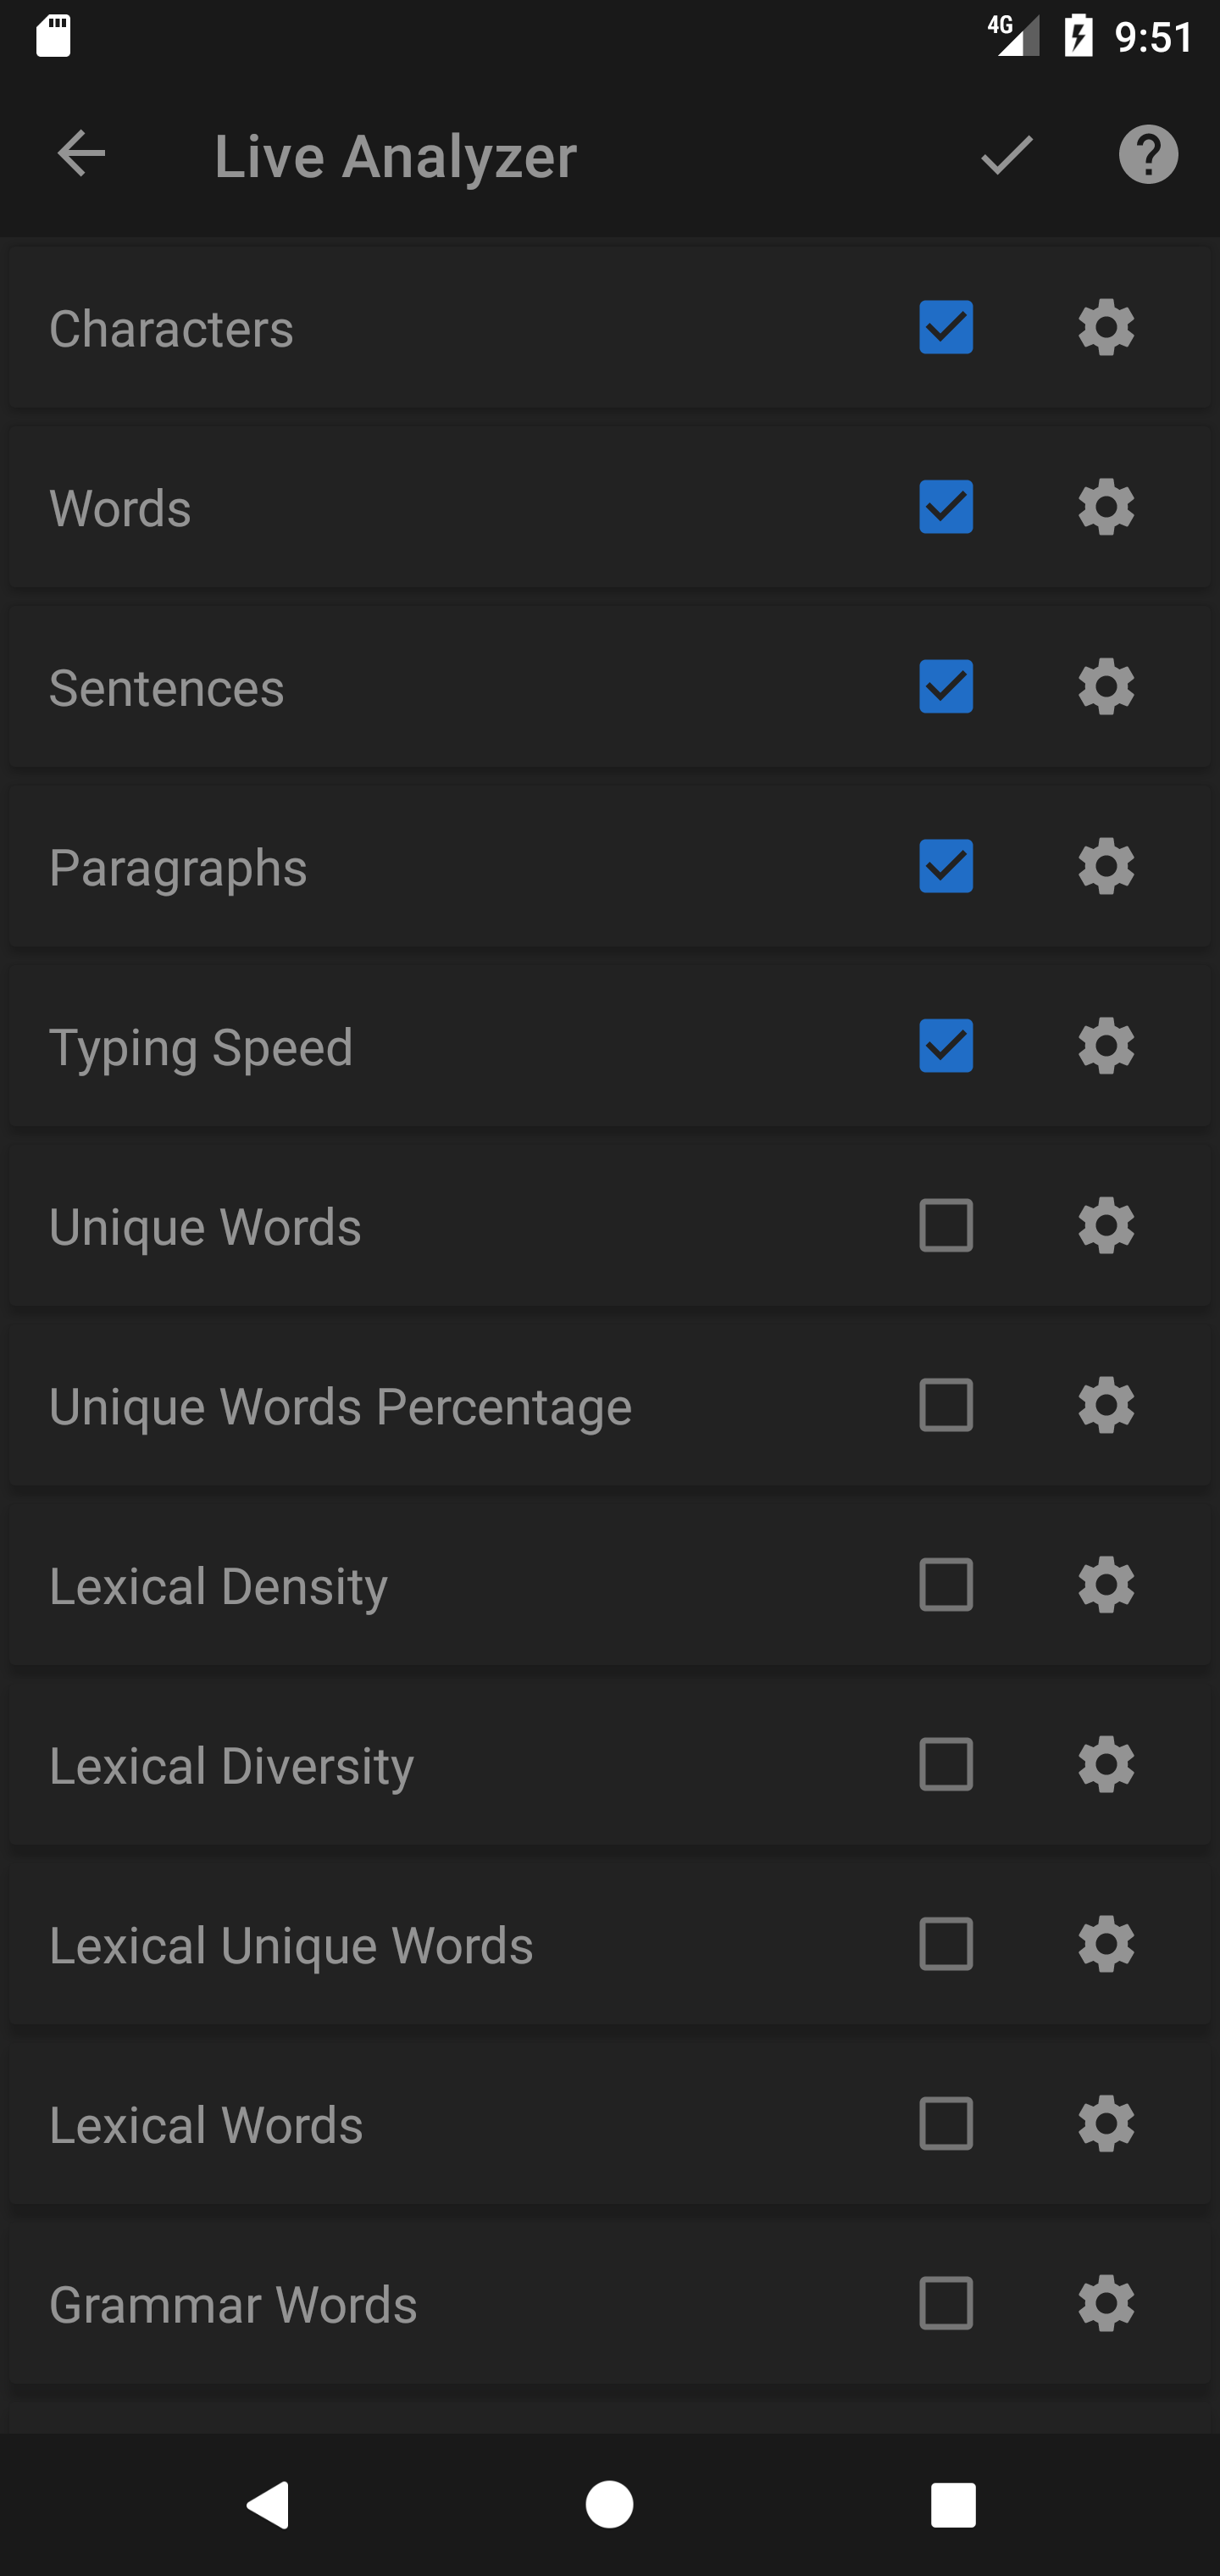 4G 9:51
Live Analyzer
Characters
Words
Sentences
Paragraphs
Typing Speed
Unique Words
Unique Words Percentage
Lexical Density
Lexical Diversity
Lexical Unique Words
Lexical Words
Grammar Words